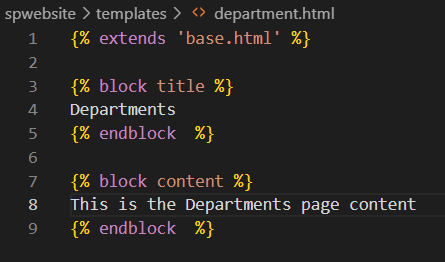 spwebsite > templates > <> department.html
1 {% extends 'base.html' %}
2
3 {% block title %}
4 Departments
5 {% endblock  %}
6
7 {% block content %}
8 This is the Departments page content
9 {% endblock  %}